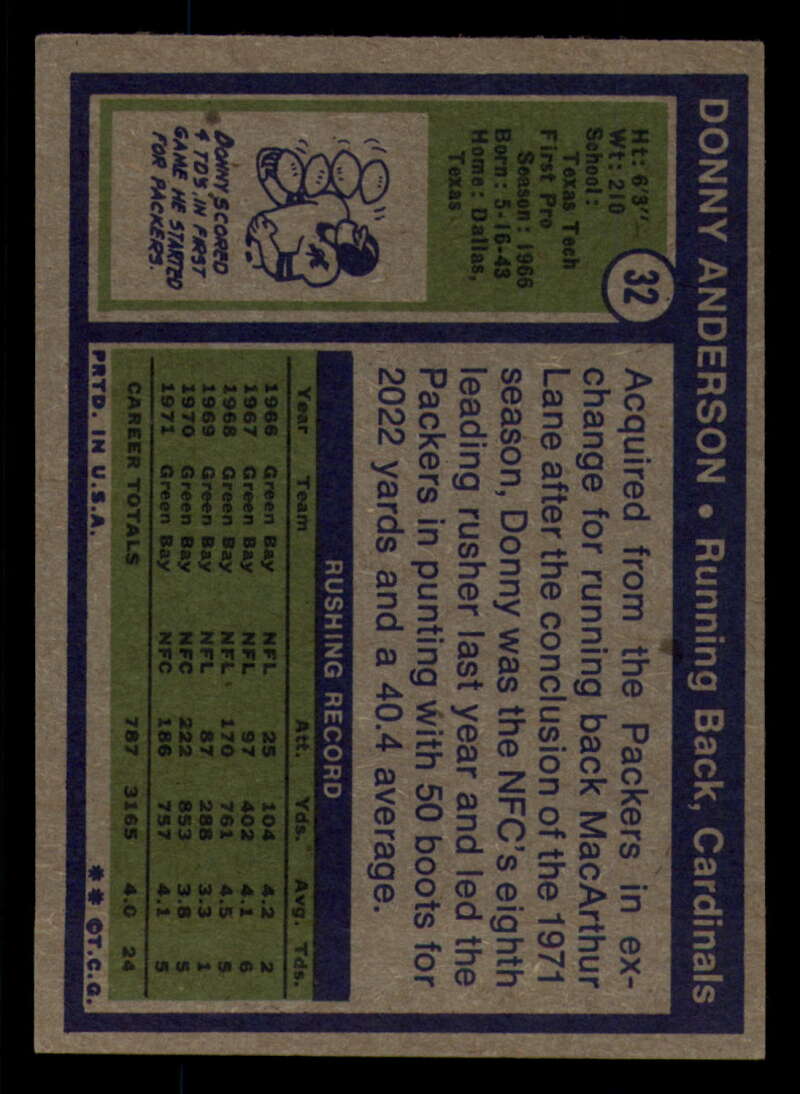 DONNY ANDERSON • Running Back, Cardinals
32
Ht: 6'3"
Wt: 210
School:
Texas Tech
First Pro
Season: 1966
Born: 5-16-43
Home: Dallas,
Texas
DONNY SCORED
4 TD'S IN FIRST
GAME HE STARTED
FOR PACKERS.
Acquired from the Packers in ex-
change for running back MacArthur
Lane after the conclusion of the 1971
season, Donny was the NFC's eighth
leading rusher last year and led the
Packers in punting with 50 boots for
2022 yards and a 40.4 average.
RUSHING RECORD
Year Team Att. Yds. Avg. Tds.
1966 Green Bay NFL 25 104 4.2 2
1967 Green Bay NFL 97 402 4.1 6
1968 Green Bay NFL 170 761 4.5 5
1969 Green Bay NFL 87 288 3.3 1
1970 Green Bay NFC 222 853 3.8 5
1971 Green Bay NFC 186 757 4.1 5
CAREER TOTALS 787 3165 4.0 24
PRTD. IN U.S.A. ** ©T.C.G.